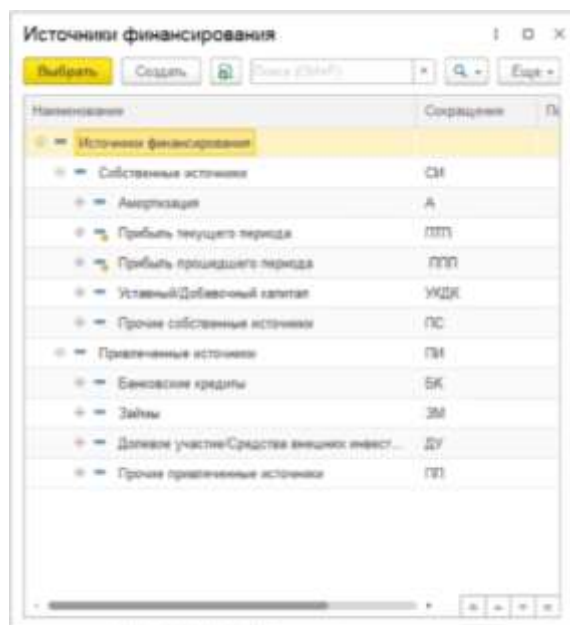 Источники финансирования
Выбрать Создать Поиск (Ctrl+F) Еще
Наименование Сокращение
Источники финансирования
Собственные источники СИ
Амортизация А
Прибыль текущего периода ПТП
Прибыль прошедшего периода ППП
Уставный/Добавочный капитал УКДК
Прочие собственные источники ПС
Привлеченные источники ПИ
Банковские кредиты БК
Займы ЗМ
Долевое участие/Средства внешних инвест... ДУ
Прочие привлеченные источники ПП